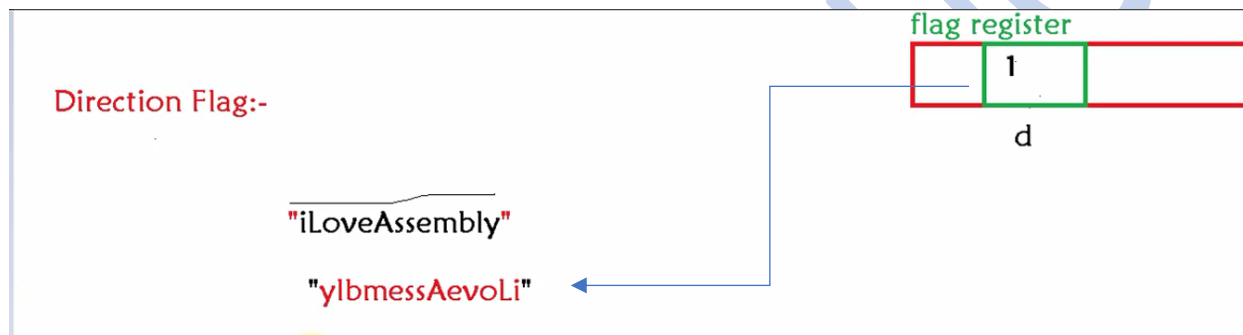 flag register
1
Direction Flag:-
d
"iLoveAssembly"
"ylbmessAevoLi"